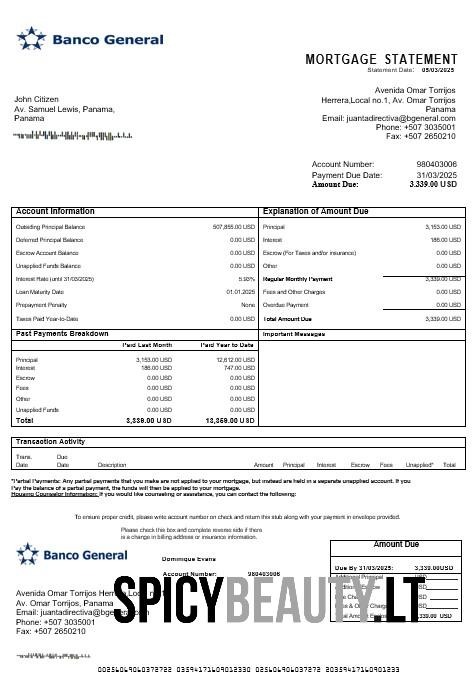 Banco General
MORTGAGE STATEMENT
Statement Date: 05/03/2025
John Citizen
Av. Samuel Lewis, Panama,
Panama
Avenida Omar Torrijos
Herrera,Local no.1, Av. Omar Torrijos
Panama
Email: juantadirectiva@bgeneral.com
Phone: +507 3035001
Fax: +507 2650210
Account Number: 980403006
Payment Due Date: 31/03/2025
Amount Due: 3.339.00 USD
Account Information
Outsiding Principal Balance 507,855.00 USD
Deferred Principal Balance 0.00 USD
Escrow Account Balance 0.00 USD
Unapplied Funds Balance 0.00 USD
Interest Rate (until 31/03/2025) 5.93%
Loan Maturity Date 01.01.2025
Prepayment Penalty None
Taxes Paid Year-to-Date 0.00 USD
Explanation of Amount Due
Principal 3,153.00 USD
Interest 186.00 USD
Escrow (For Taxes and/or insurance) 0.00 USD
Other 0.00 USD
Regular Monthly Payment 3,339.00 USD
Fees and Other Charges 0.00 USD
Overdue Payment 0.00 USD
Total Amount Due 3,339.00 USD
Past Payments Breakdown
Paid Last Month Paid Year to Date
Principal 3,153.00 USD 12,612.00 USD
Interest 186.00 USD 747.00 USD
Escrow 0.00 USD 0.00 USD
Fees 0.00 USD 0.00 USD
Other 0.00 USD 0.00 USD
Unapplied Funds 0.00 USD 0.00 USD
Total 3,339.00 USD 13,359.00 USD
Important Messages
Transaction Activity
Trans. Date Due Date Description Amount Principal Interest Escrow Fees Unapplied* Total
*Partial Payments: Any partial payments that you make are not applied to your mortgage, but instead are held in a separate unapplied account. If you
Pay the balance of a partial payment, the funds will then be applied to your mortgage.
Housing Counselor Information: If you would like counseling or assistance, you can contact the following:
To ensure proper credit, please write account number on check and return this stub along with your payment in envelope provided.
Please check this box and complete reverse side if there
is a change in billing address or insurance information.
Banco General
Dominique Evans
Account Number: 980403006
Avenida Omar Torrijos Herrera,Local no.1
Av. Omar Torrijos, Panama
Email: juantadirectiva@bgeneral.com
Phone: +507 3035001
Fax: +507 2650210
Amount Due
Due By 31/03/2025: 3,339.00 USD
Additional Principal USD
USD
USD
USD
Total Amount 3,339.00 USD
SPICYBEAUTY.LT